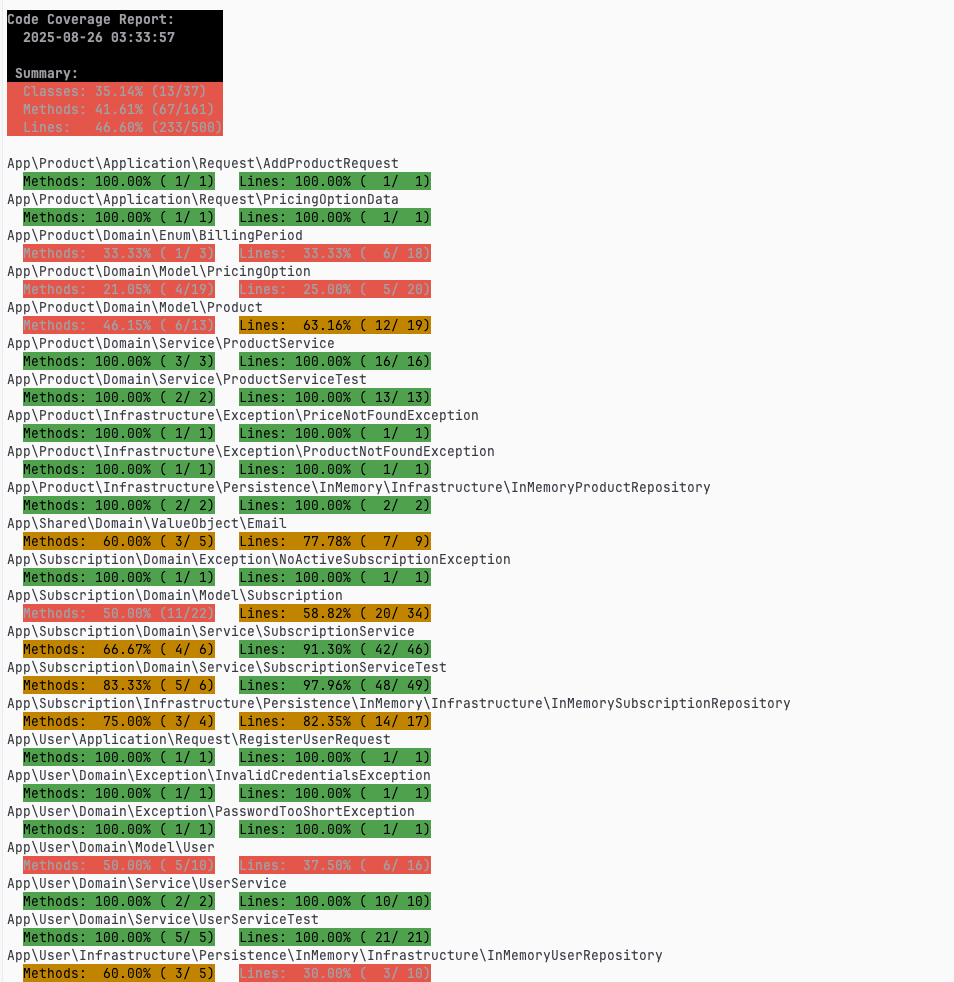 Code Coverage Report:
  2025-08-26 03:33:57

 Summary:
  Classes: 35.14% (13/37)
  Methods: 41.61% (67/161)
  Lines:   46.60% (233/500)

App\Product\Application\Request\AddProductRequest
  Methods: 100.00% ( 1/ 1)   Lines: 100.00% (  1/  1)
App\Product\Application\Request\PricingOptionData
  Methods: 100.00% ( 1/ 1)   Lines: 100.00% (  1/  1)
App\Product\Domain\Enum\BillingPeriod
  Methods:  33.33% ( 1/ 3)   Lines:  33.33% (  6/ 18)
App\Product\Domain\Model\PricingOption
  Methods:  21.05% ( 4/19)   Lines:  25.00% (  5/ 20)
App\Product\Domain\Model\Product
  Methods:  46.15% ( 6/13)   Lines:  63.16% ( 12/ 19)
App\Product\Domain\Service\ProductService
  Methods: 100.00% ( 3/ 3)   Lines: 100.00% ( 16/ 16)
App\Product\Domain\Service\ProductServiceTest
  Methods: 100.00% ( 2/ 2)   Lines: 100.00% ( 13/ 13)
App\Product\Infrastructure\Exception\PriceNotFoundException
  Methods: 100.00% ( 1/ 1)   Lines: 100.00% (  1/  1)
App\Product\Infrastructure\Exception\ProductNotFoundException
  Methods: 100.00% ( 1/ 1)   Lines: 100.00% (  1/  1)
App\Product\Infrastructure\Persistence\InMemory\Infrastructure\InMemoryProductRepository
  Methods: 100.00% ( 2/ 2)   Lines: 100.00% (  2/  2)
App\Shared\Domain\ValueObject\Email
  Methods:  60.00% ( 3/ 5)   Lines:  77.78% (  7/  9)
App\Subscription\Domain\Exception\NoActiveSubscriptionException
  Methods: 100.00% ( 1/ 1)   Lines: 100.00% (  1/  1)
App\Subscription\Domain\Model\Subscription
  Methods:  50.00% (11/22)   Lines:  58.82% ( 20/ 34)
App\Subscription\Domain\Service\SubscriptionService
  Methods:  66.67% ( 4/ 6)   Lines:  91.30% ( 42/ 46)
App\Subscription\Domain\Service\SubscriptionServiceTest
  Methods:  83.33% ( 5/ 6)   Lines:  97.96% ( 48/ 49)
App\Subscription\Infrastructure\Persistence\InMemory\Infrastructure\InMemorySubscriptionRepository
  Methods:  75.00% ( 3/ 4)   Lines:  82.35% ( 14/ 17)
App\User\Application\Request\RegisterUserRequest
  Methods: 100.00% ( 1/ 1)   Lines: 100.00% (  1/  1)
App\User\Domain\Exception\InvalidCredentialsException
  Methods: 100.00% ( 1/ 1)   Lines: 100.00% (  1/  1)
App\User\Domain\Exception\PasswordTooShortException
  Methods: 100.00% ( 1/ 1)   Lines: 100.00% (  1/  1)
App\User\Domain\Model\User
  Methods:  50.00% ( 5/10)   Lines:  37.50% (  6/ 16)
App\User\Domain\Service\UserService
  Methods: 100.00% ( 2/ 2)   Lines: 100.00% ( 10/ 10)
App\User\Domain\Service\UserServiceTest
  Methods: 100.00% ( 5/ 5)   Lines: 100.00% ( 21/ 21)
App\User\Infrastructure\Persistence\InMemory\Infrastructure\InMemoryUserRepository
  Methods:  60.00% ( 3/ 5)   Lines:  30.00% (  3/ 10)